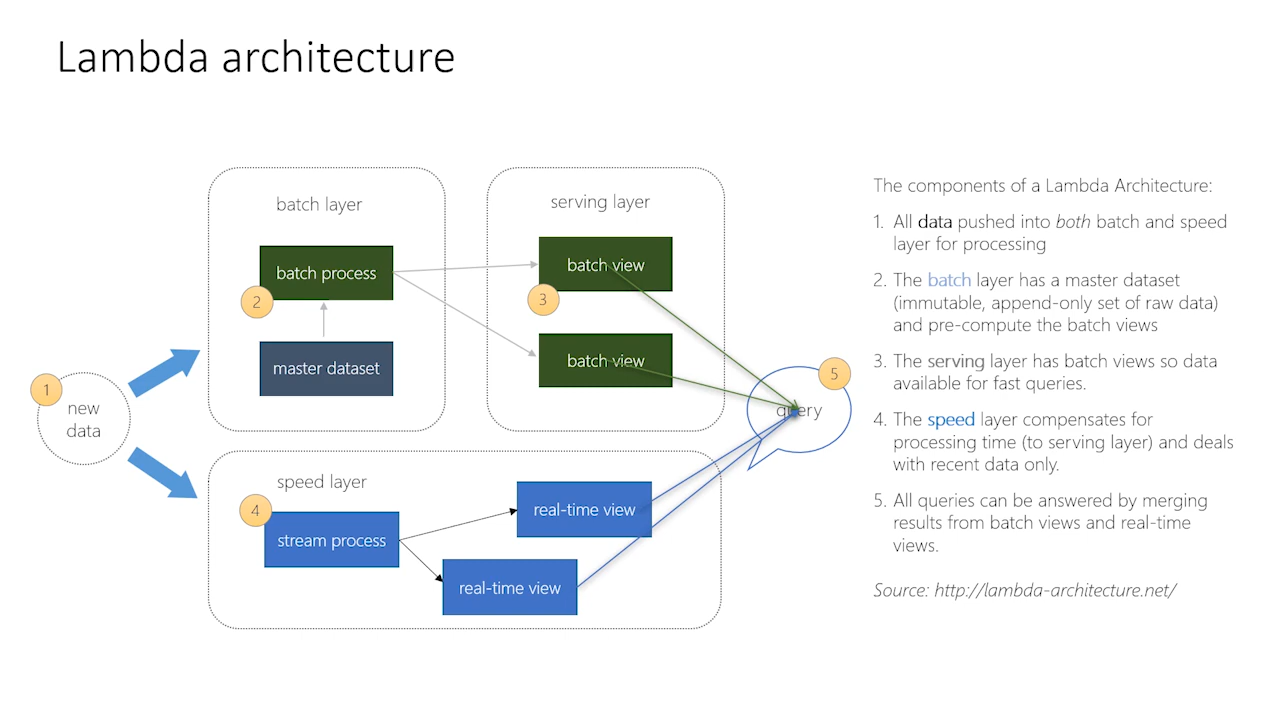 Lambda architecture
batch layer
batch process
2
master dataset
serving layer
batch view
3
batch view
1
new
data
speed layer
4
stream process
real-time view
real-time view
5
query
The components of a Lambda Architecture:
1. All data pushed into both batch and speed
layer for processing
2. The batch layer has a master dataset
(immutable, append-only set of raw data)
and pre-compute the batch views
3. The serving layer has batch views so data
available for fast queries.
4. The speed layer compensates for
processing time (to serving layer) and deals
with recent data only.
5. All queries can be answered by merging
results from batch views and real-time
views.
Source: http://lambda-architecture.net/